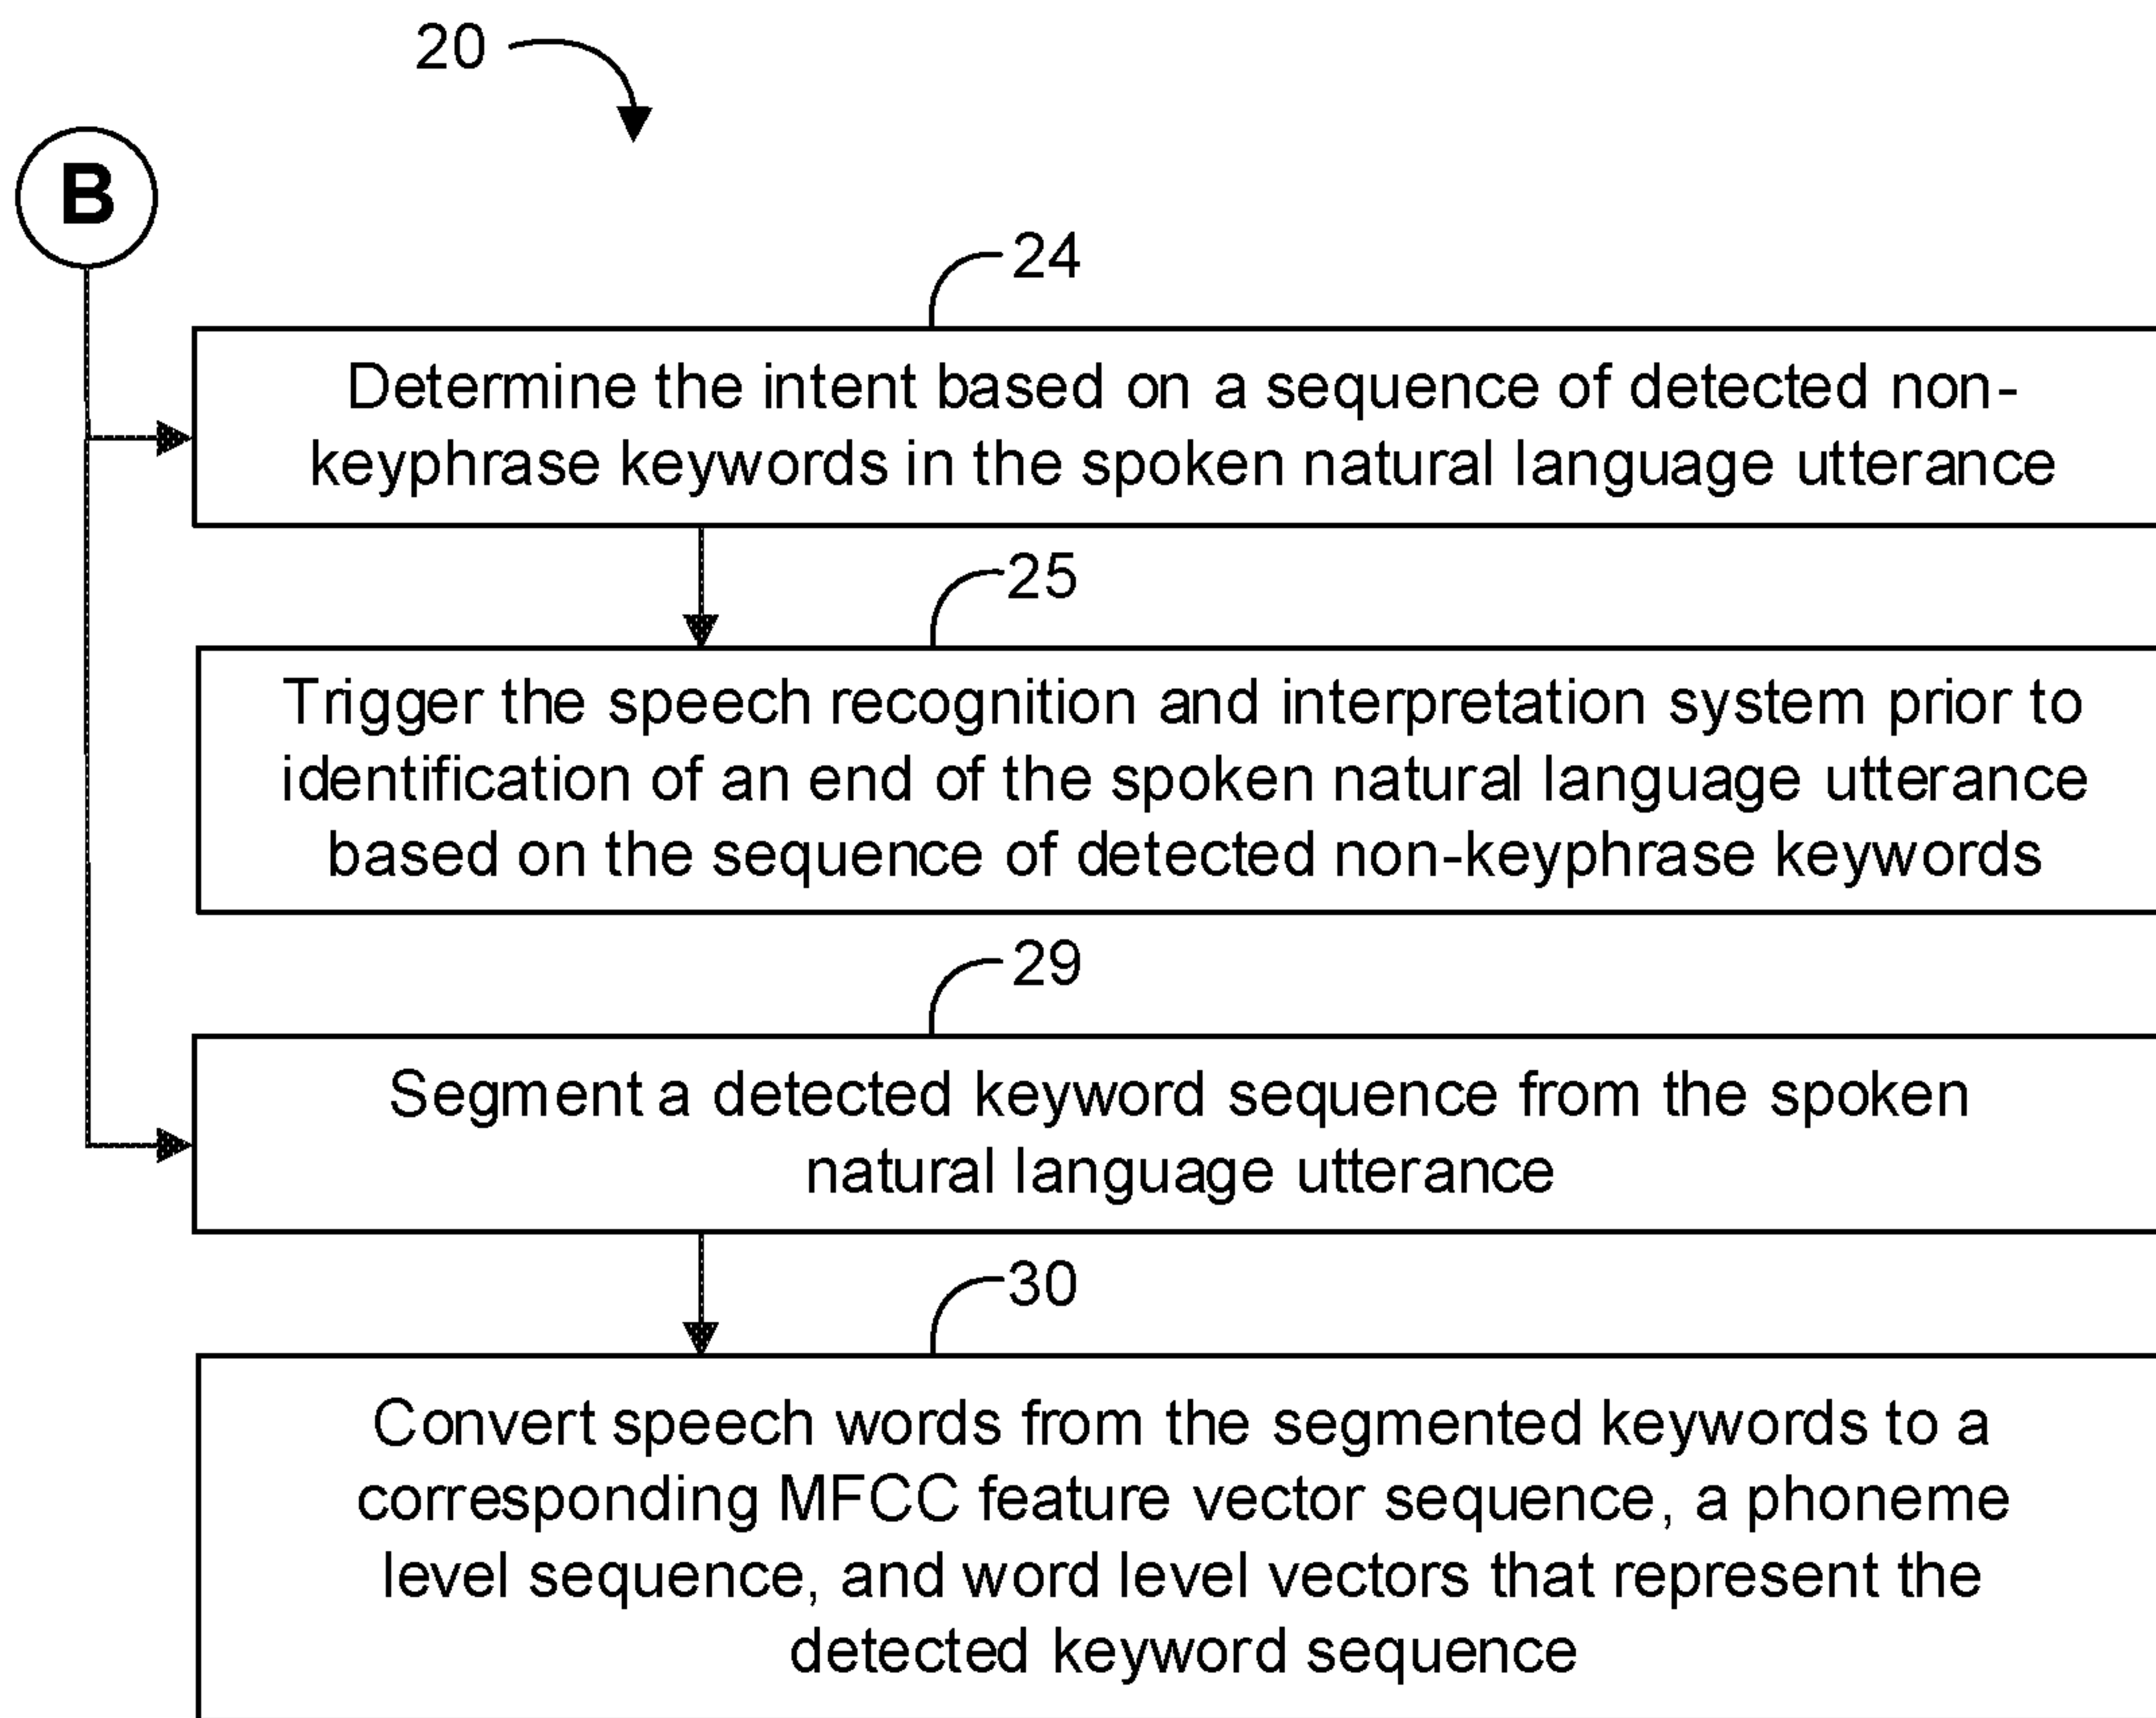 20
B
24
Determine the intent based on a sequence of detected non-
keyphrase keywords in the spoken natural language utterance
25
Trigger the speech recognition and interpretation system prior to
identification of an end of the spoken natural language utterance
based on the sequence of detected non-keyphrase keywords
29
Segment a detected keyword sequence from the spoken
natural language utterance
30
Convert speech words from the segmented keywords to a
corresponding MFCC feature vector sequence, a phoneme
level sequence, and word level vectors that represent the
detected keyword sequence